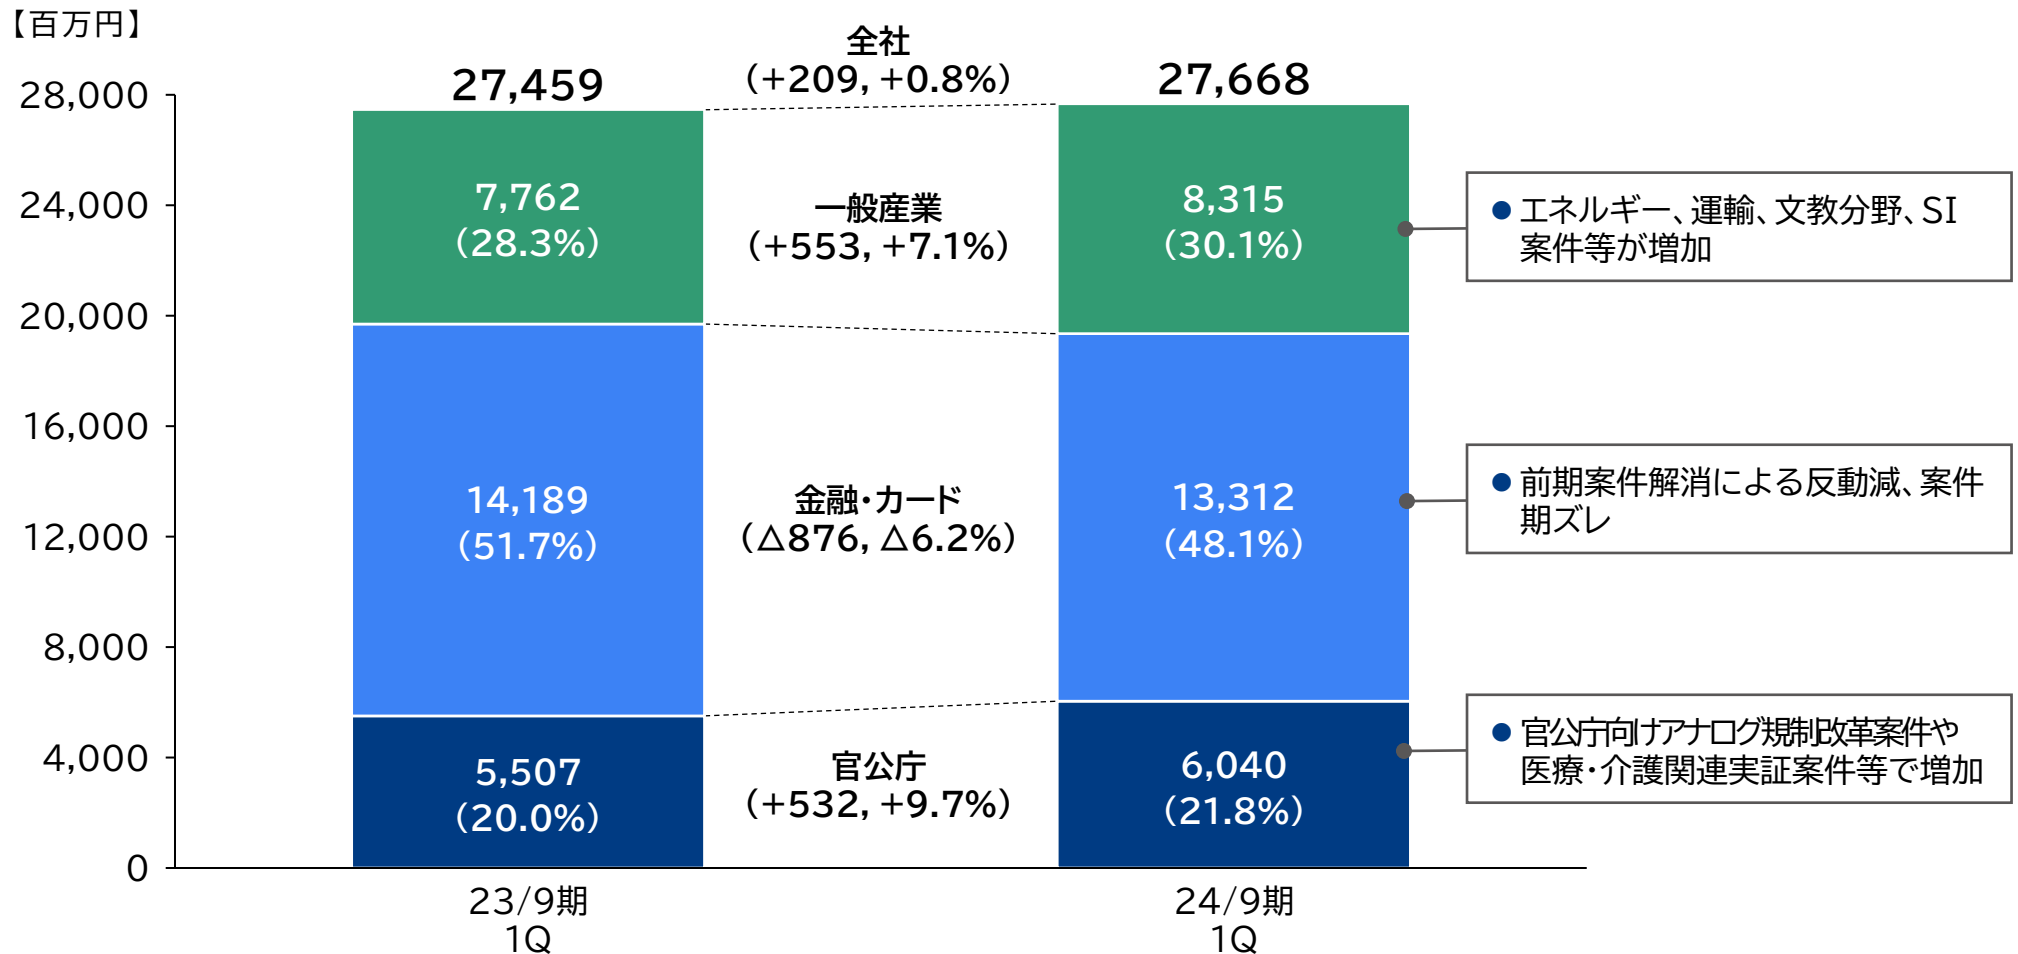 【百万円】
28,000
24,000
20,000
16,000
12,000
8,000
4,000
0
27,459
7,762
(28.3%)
14,189
(51.7%)
5,507
(20.0%)
23/9期
1Q
全社
(+209, +0.8%)
一般産業
(+553, +7.1%)
金融・カード
(△876, △6.2%)
官公庁
(+532, +9.7%)
27,668
8,315
(30.1%)
13,312
(48.1%)
6,040
(21.8%)
24/9期
1Q
● エネルギー、運輸、文教分野、SI
案件等が増加
● 前期案件解消による反動減、案件
期ズレ
● 官公庁向けアナログ規制改革案件や
医療・介護関連実証案件等で増加